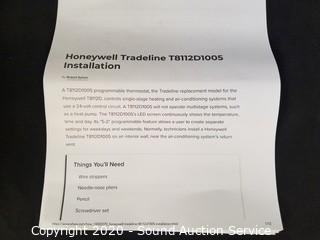 Honeywell Tradeline T8112D1005
Installation
By Robert
A T8112D1005 programmable thermostat, the Tradeline replacement model for the
Honeywell T8112D, controls single-stage heating and air-conditioning systems that
use a 24-volt control circuit. A T8112D1005 will not operate multistage systems, such
as a heat pump. The T8112D1005's LED screen continuously shows the temperature,
time and day. Its "5-2" programmable feature allows a user to create separate
settings for weekdays and weekends. Normally, technicians install a Honeywell
Tradeline T8112D1005 on an interior wall, near the air-conditioning system's return
vent.
Things You'll Need
Wire strippers
Needle-nose pliers
Pencil
Screwdriver set
Copyright 2020 - Sound Auction Service